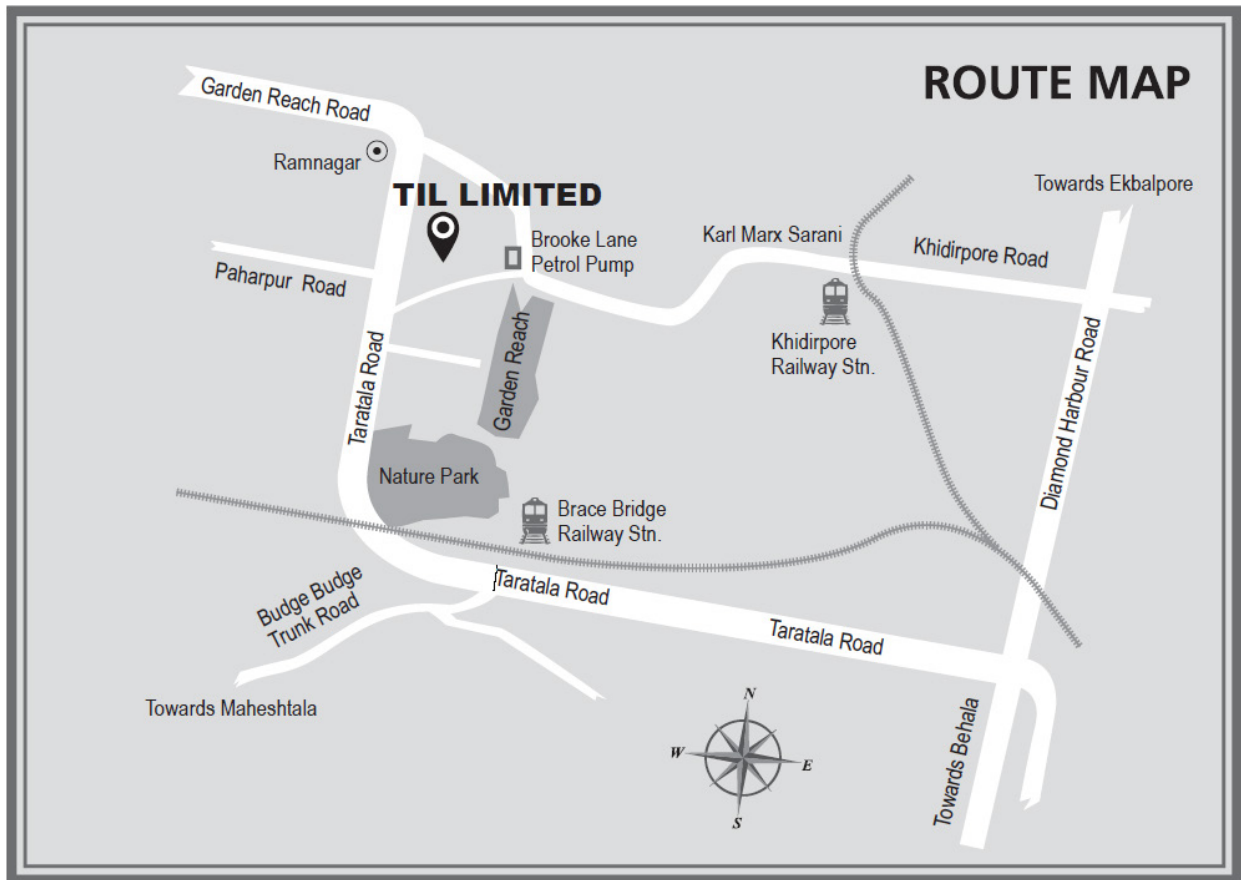 ROUTE MAP
Garden Reach Road
Ramnagar
TIL LIMITED
Towards Ekbalpore
Brooke Lane
Petrol Pump
Karl Marx Sarani
Khidirpore Road
Paharpur Road
Khidirpore
Railway Stn.
Taratala Road
Garden Reach
Diamond Harbour Road
Nature Park
Brace Bridge
Railway Stn.
Budge Budge
Trunk Road
Taratala Road
Taratala Road
Towards Maheshtala
Towards Behala
N
W
E
S